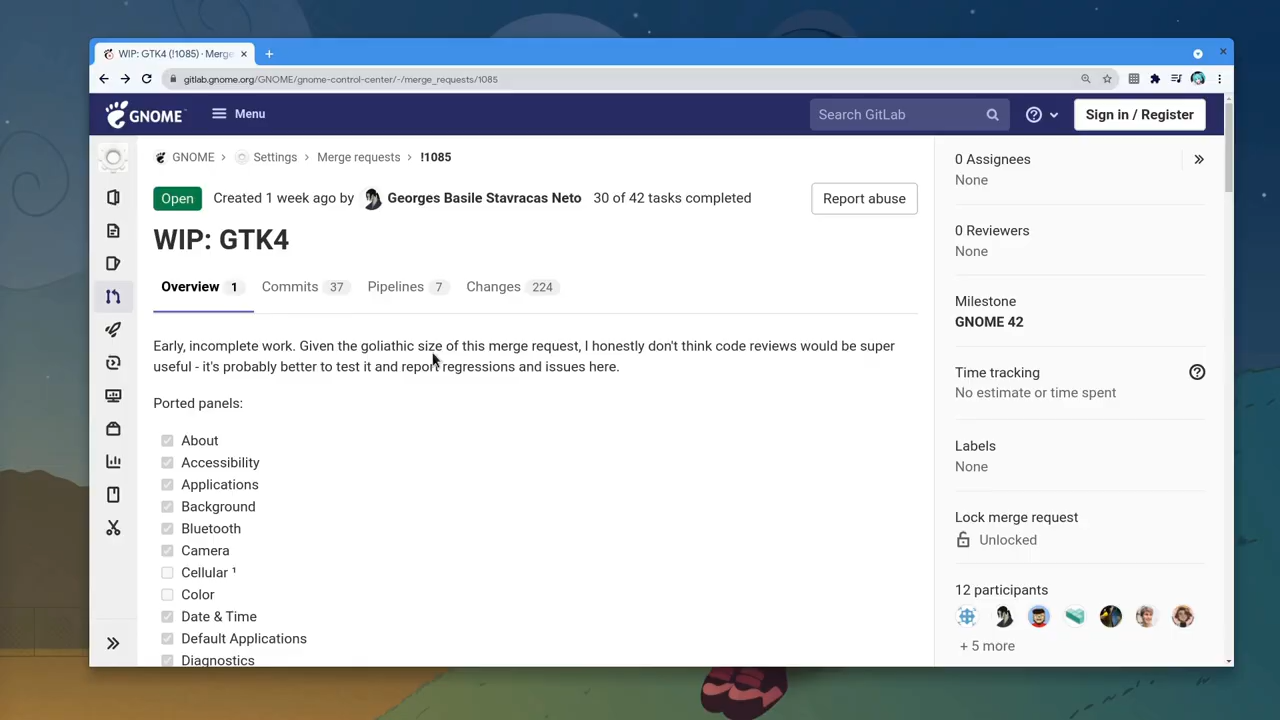 WIP: GTK4 (!1085) · Merge
gitlab.gnome.org/GNOME/gnome-control-center/-/merge_requests/1085
GNOME
Menu
Search GitLab
Sign in / Register
GNOME > Settings > Merge requests > !1085
Open Created 1 week ago by Georges Basile Stavracas Neto 30 of 42 tasks completed
Report abuse
WIP: GTK4
Overview 1 Commits 37 Pipelines 7 Changes 224
Early, incomplete work. Given the goliathic size of this merge request, I honestly don't think code reviews would be super
useful - it's probably better to test it and report regressions and issues here.
Ported panels:
About
Accessibility
Applications
Background
Bluetooth
Camera
Cellular ¹
Color
Date & Time
Default Applications
Diagnostics
0 Assignees
None
0 Reviewers
None
Milestone
GNOME 42
Time tracking
No estimate or time spent
Labels
None
Lock merge request
Unlocked
12 participants
+ 5 more